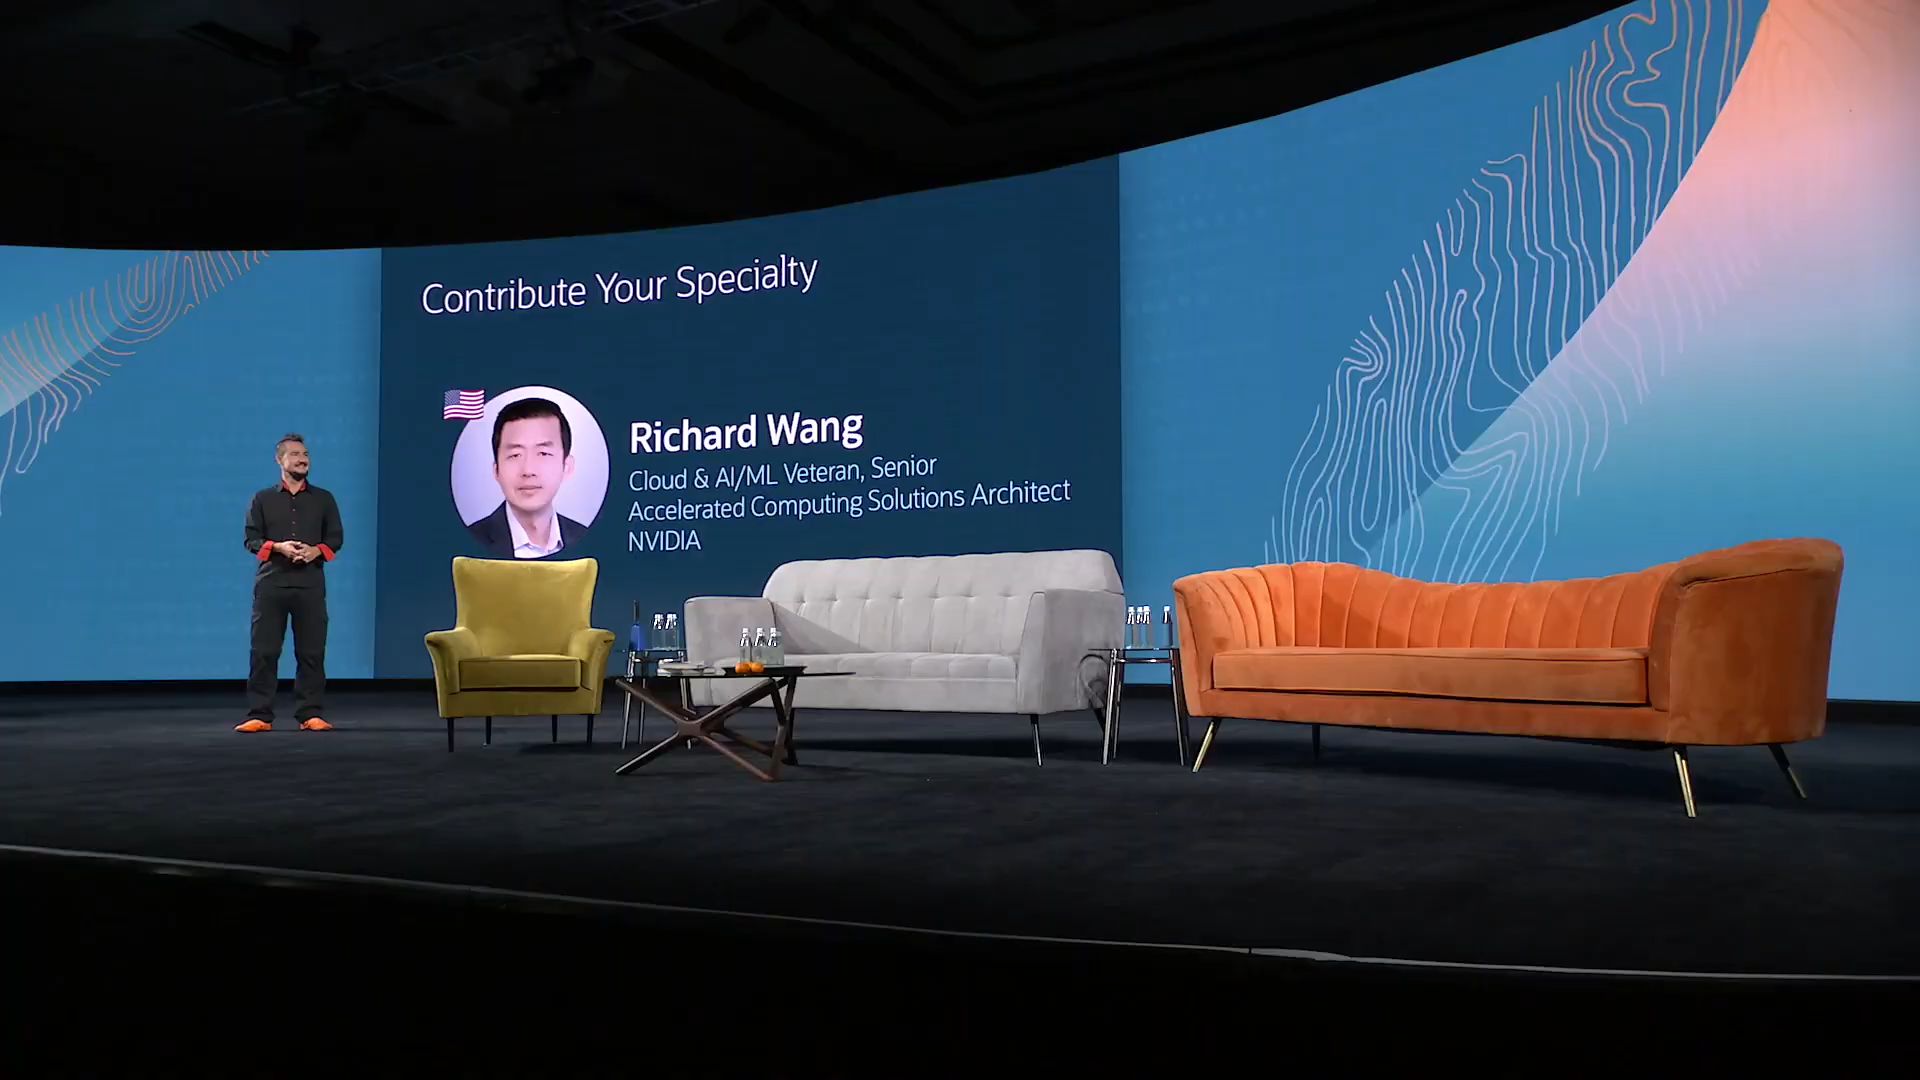 Contribute Your Specialty
Richard Wang
Cloud & AI/ML Veteran, Senior
Accelerated Computing Solutions Architect
NVIDIA